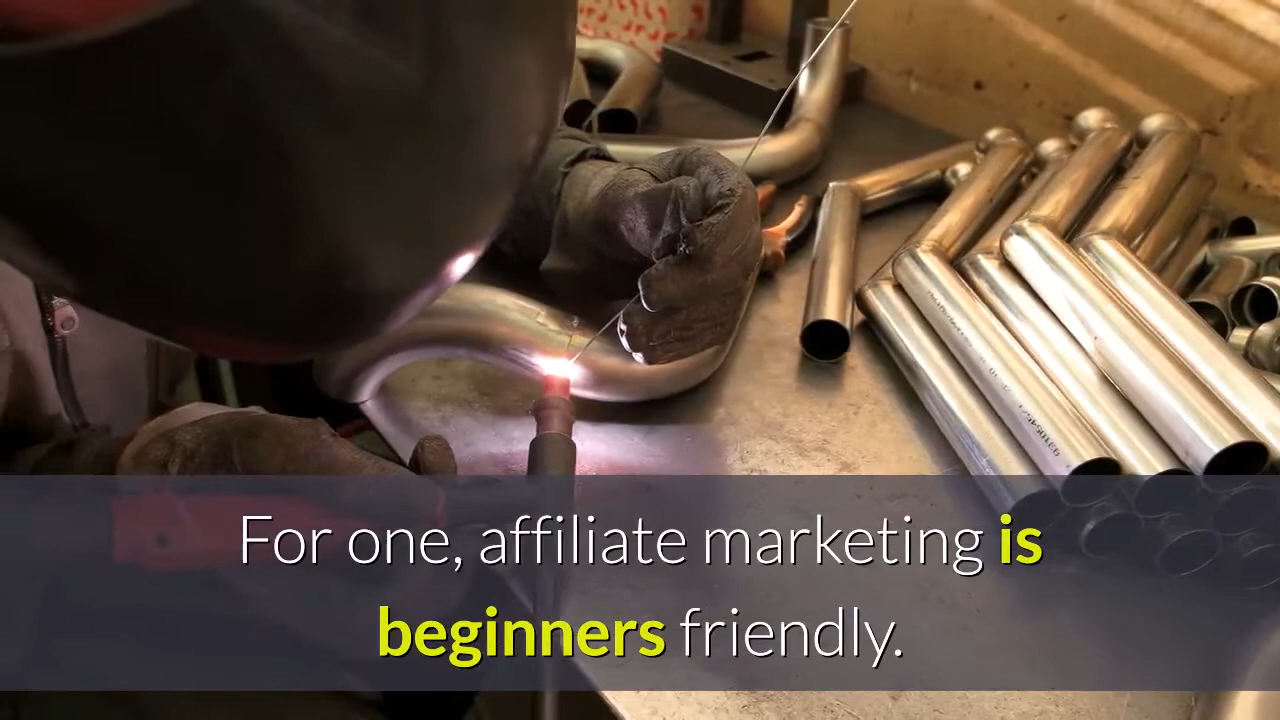 For one, affiliate marketing is
beginners friendly.